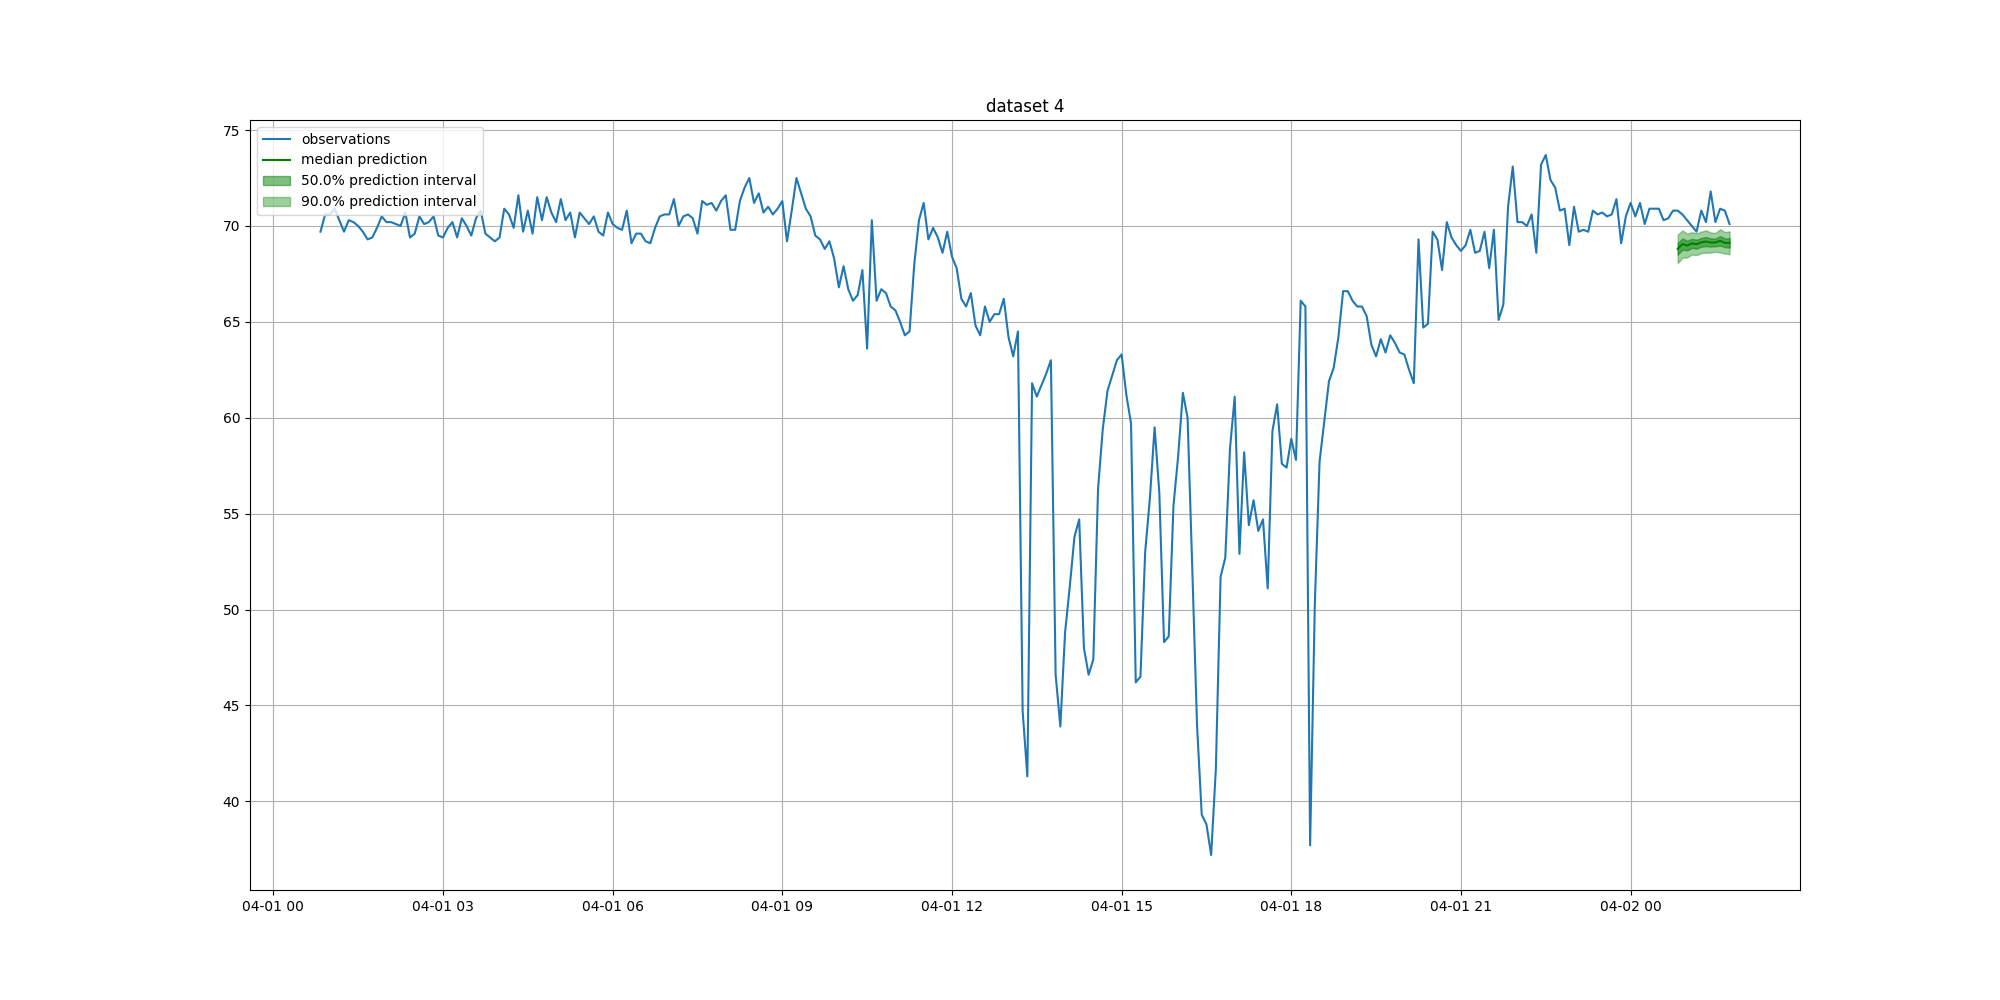 dataset 4
75
observations
median prediction
50.0% prediction interval
90.0% prediction interval
70
65
60
55
50
45
40
04-01 00 04-01 03 04-01 06 04-01 09 04-01 12 04-01 15 04-01 18 04-01 21 04-02 00